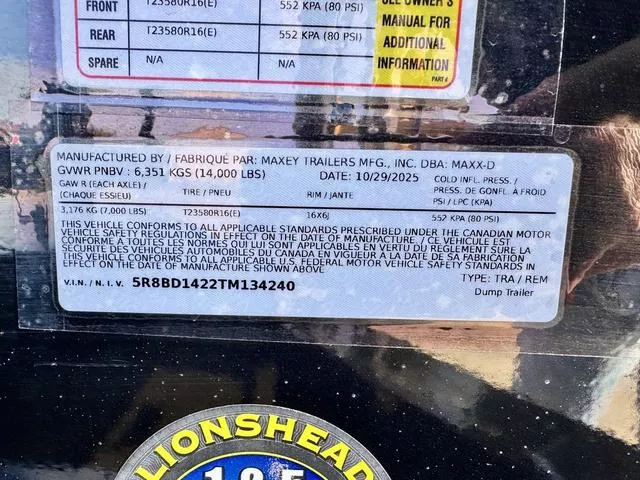 FRONT T23580R16(E) 552 KPA (80 PSI)
REAR T23580R16(E) 552 KPA (80 PSI)
SPARE N/A N/A
SEE OWNER'S
MANUAL FOR
ADDITIONAL
INFORMATION
PART #
MANUFACTURED BY / FABRIQUÉ PAR: MAXEY TRAILERS MFG., INC. DBA: MAXX-D
GVWR PNBV : 6,351 KGS (14,000 LBS) DATE: 10/29/2025
GAWR (EACH AXLE) / (CHAQUE ESSIEU) TIRE / PNEU RIM / JANTE COLD INFL. PRESS. / PRESS. DE GONFL. À FROID PSI / LPC (KPA)
3,176 KG (7,000 LBS) T23580R16(E) 16X6J 552 KPA (80 PSI)
THIS VEHICLE CONFORMS TO ALL APPLICABLE STANDARDS PRESCRIBED UNDER THE CANADIAN MOTOR
VEHICLE SAFETY REGULATIONS IN EFFECT ON THE DATE OF MANUFACTURE. / CE VEHICULE EST
CONFORME A TOUTES LES NORMES QUI LUI SONT APPLICABLES EN VERTU DU REGLEMENT SUR LA
SECURITE DES VEHICULES AUTOMOBILES DU CANADA EN VIGUEUR A LA DATE DE SA FABRICATION
THIS VEHICLE CONFORMS TO ALL APPLICABLE U.S. FEDERAL MOTOR VEHICLE SAFETY STANDARDS IN
EFFECT ON THE DATE OF MANUFACTURE SHOWN ABOVE
V.I.N. / N. I. V. 5R8BD1422TM134240 TYPE: TRA / REM
Dump Trailer
LIONSHEAD